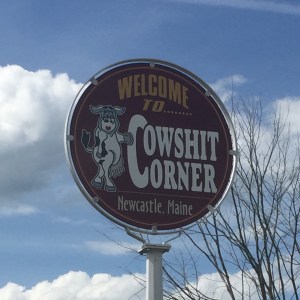 WELCOME
TO.......
COWSHIT
CORNER
Newcastle, Maine